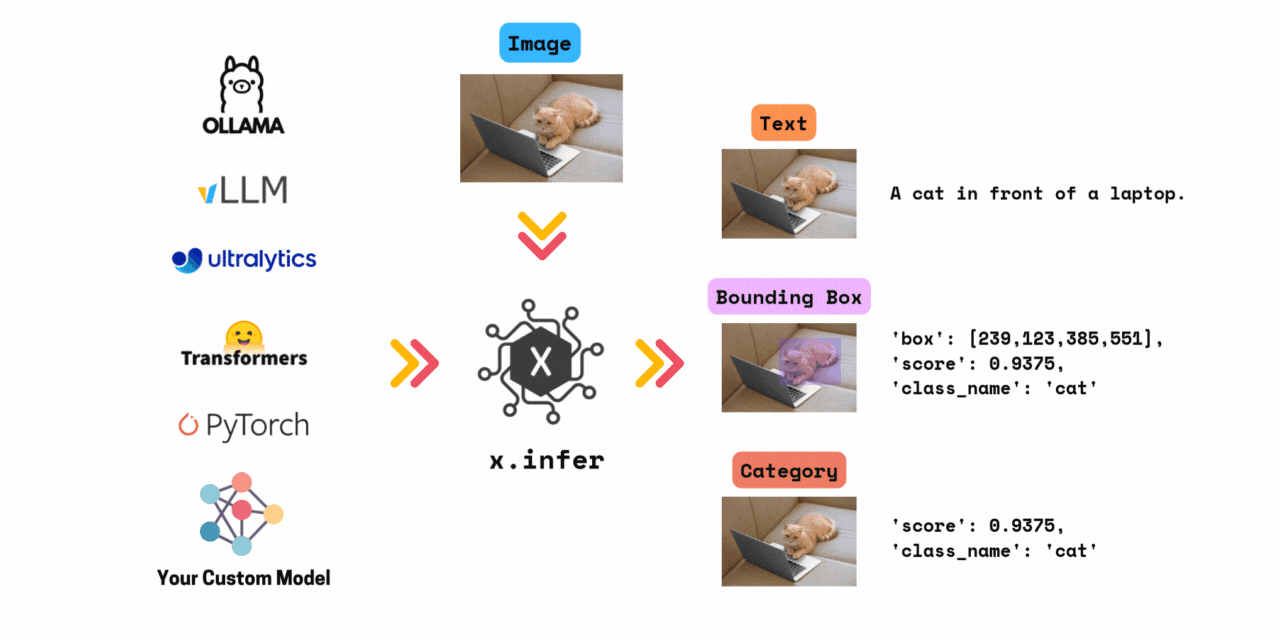 OLLAMA
vLLM
ultralytics
Transformers
PyTorch
Your Custom Model
Image
X
x.infer
Text
A cat in front of a laptop.
Bounding Box
'box': [239,123,385,551],
'score': 0.9375,
'class_name': 'cat'
Category
'score': 0.9375,
'class_name': 'cat'